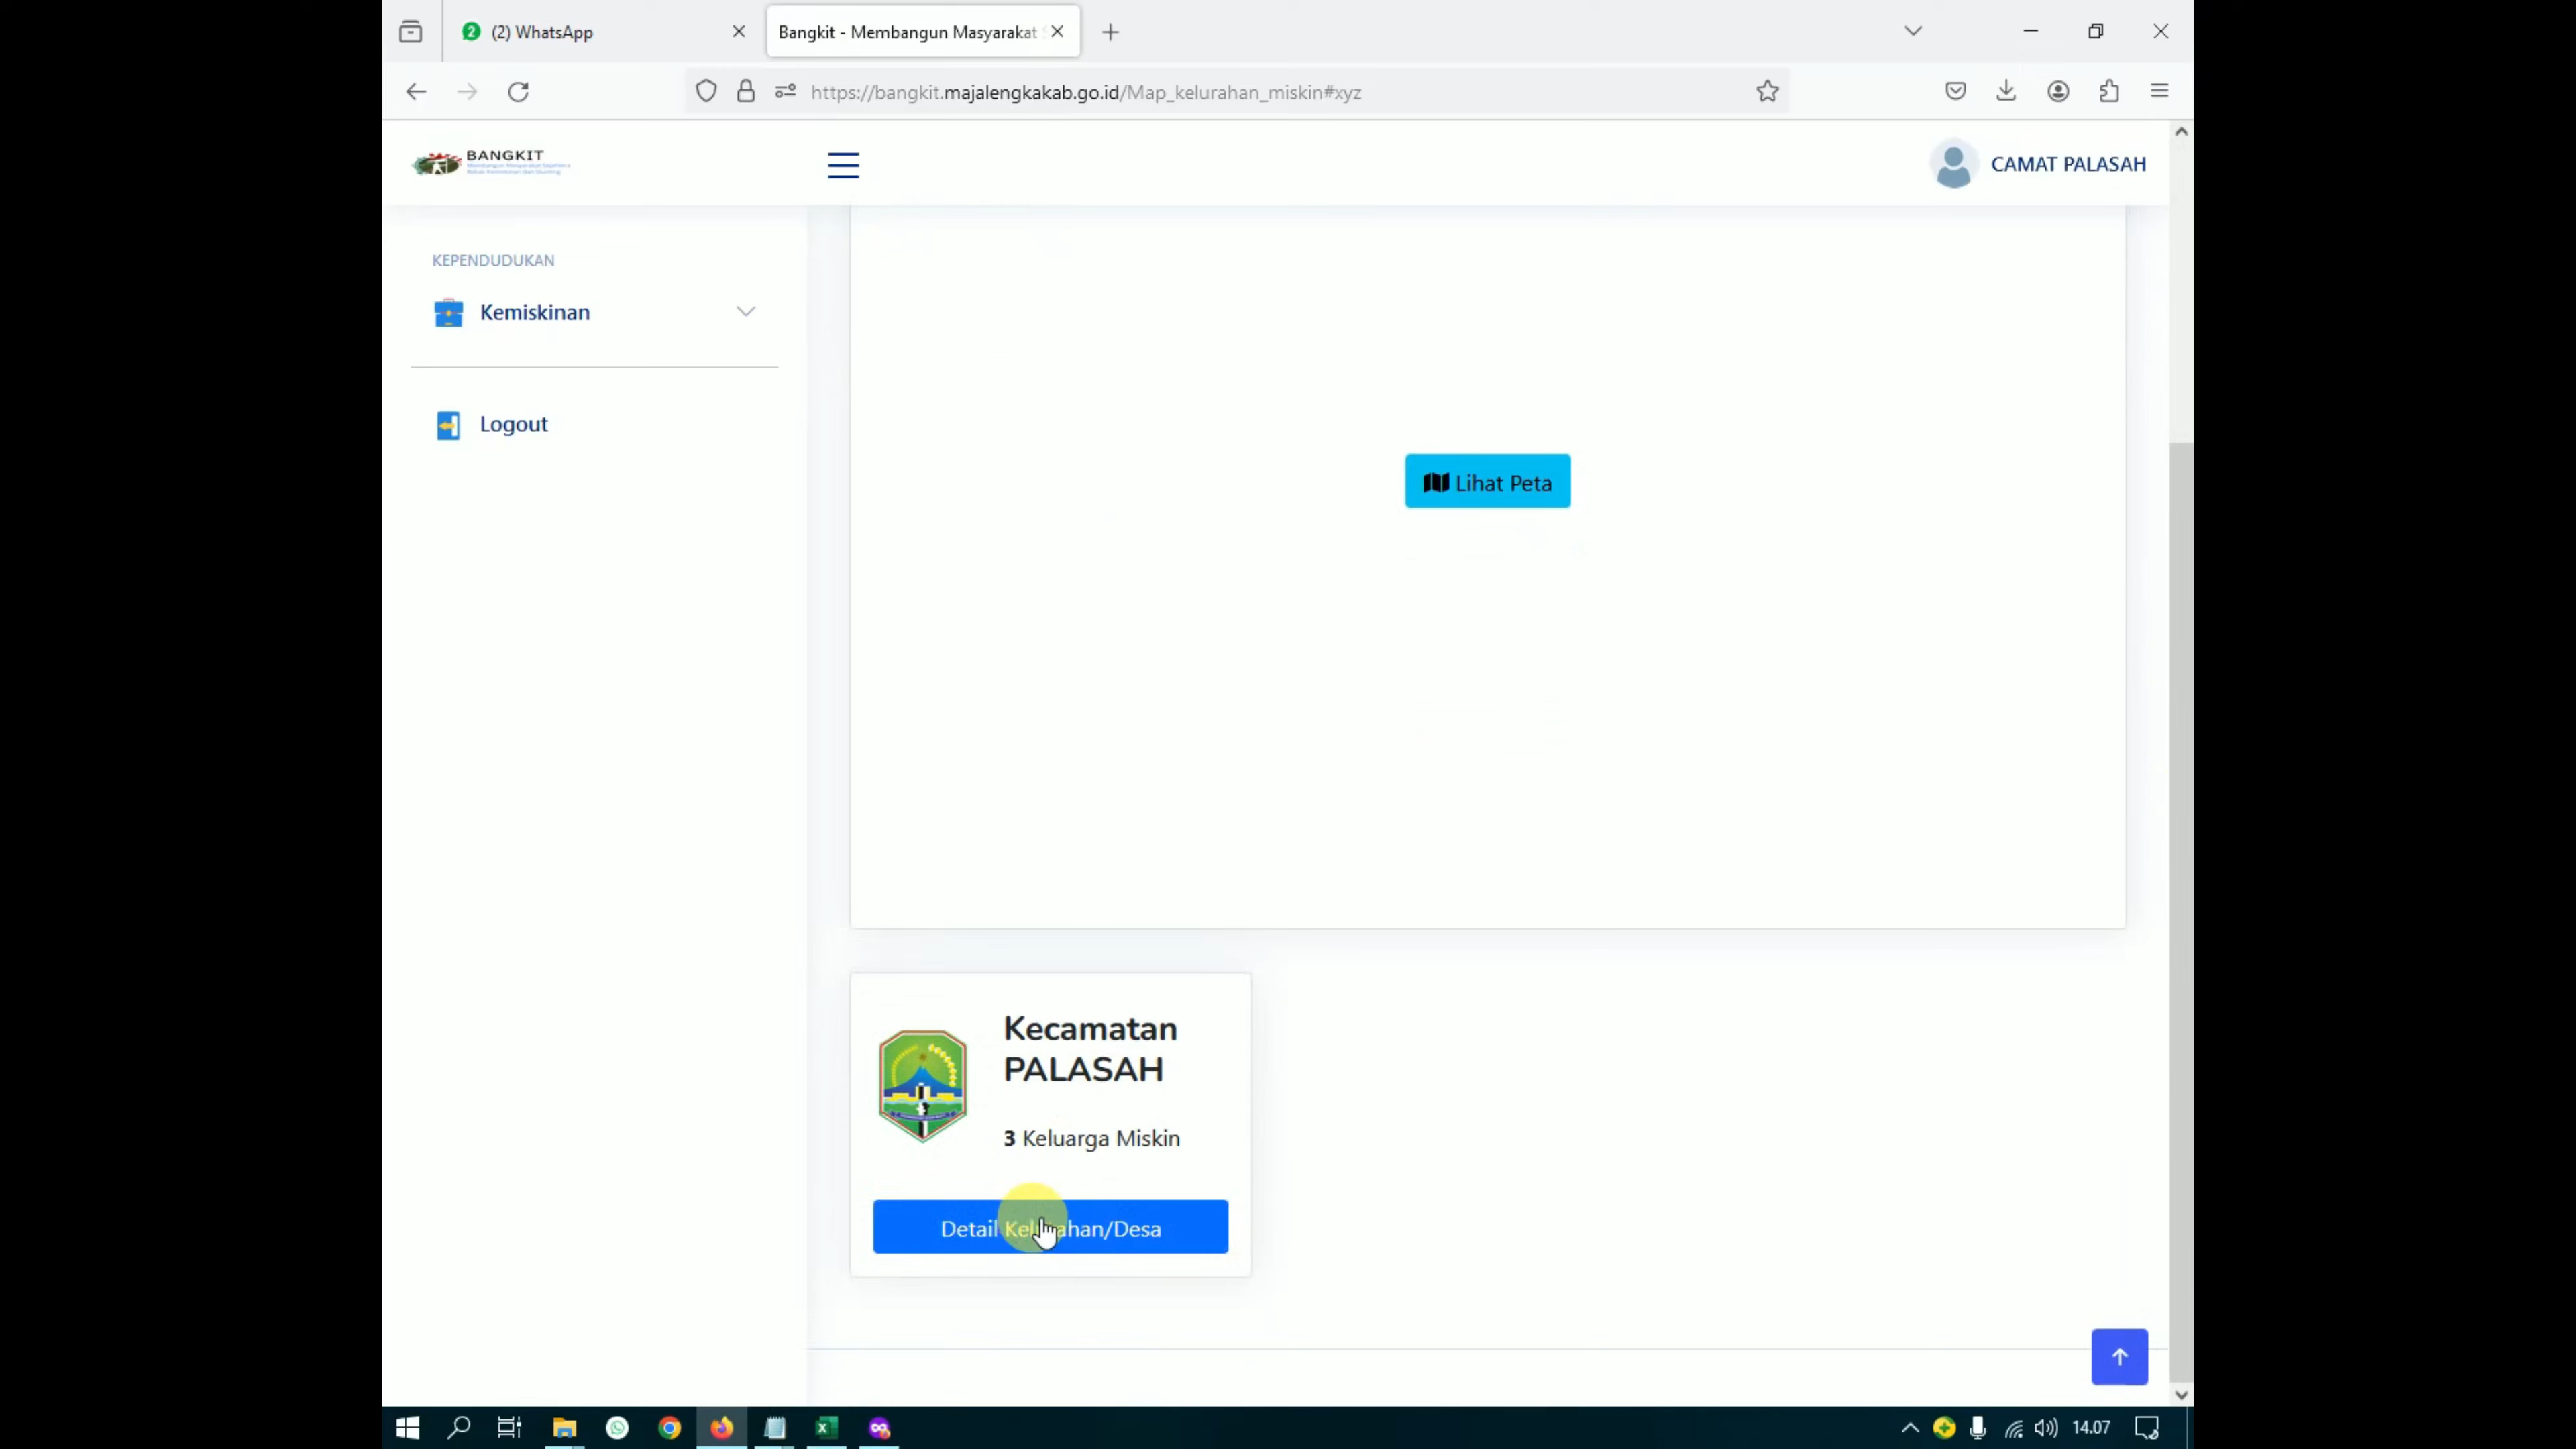 (2) WhatsApp
Bangkit - Membangun Masyarakat
https://bangkit.majalengkakab.go.id/Map_kelurahan_miskin#xyz
BANGKIT
CAMAT PALASAH
KEPENDUDUKAN
Kemiskinan
Logout
Lihat Peta
Kecamatan
PALASAH
3 Keluarga Miskin
Detail Kelurahan/Desa
14.07